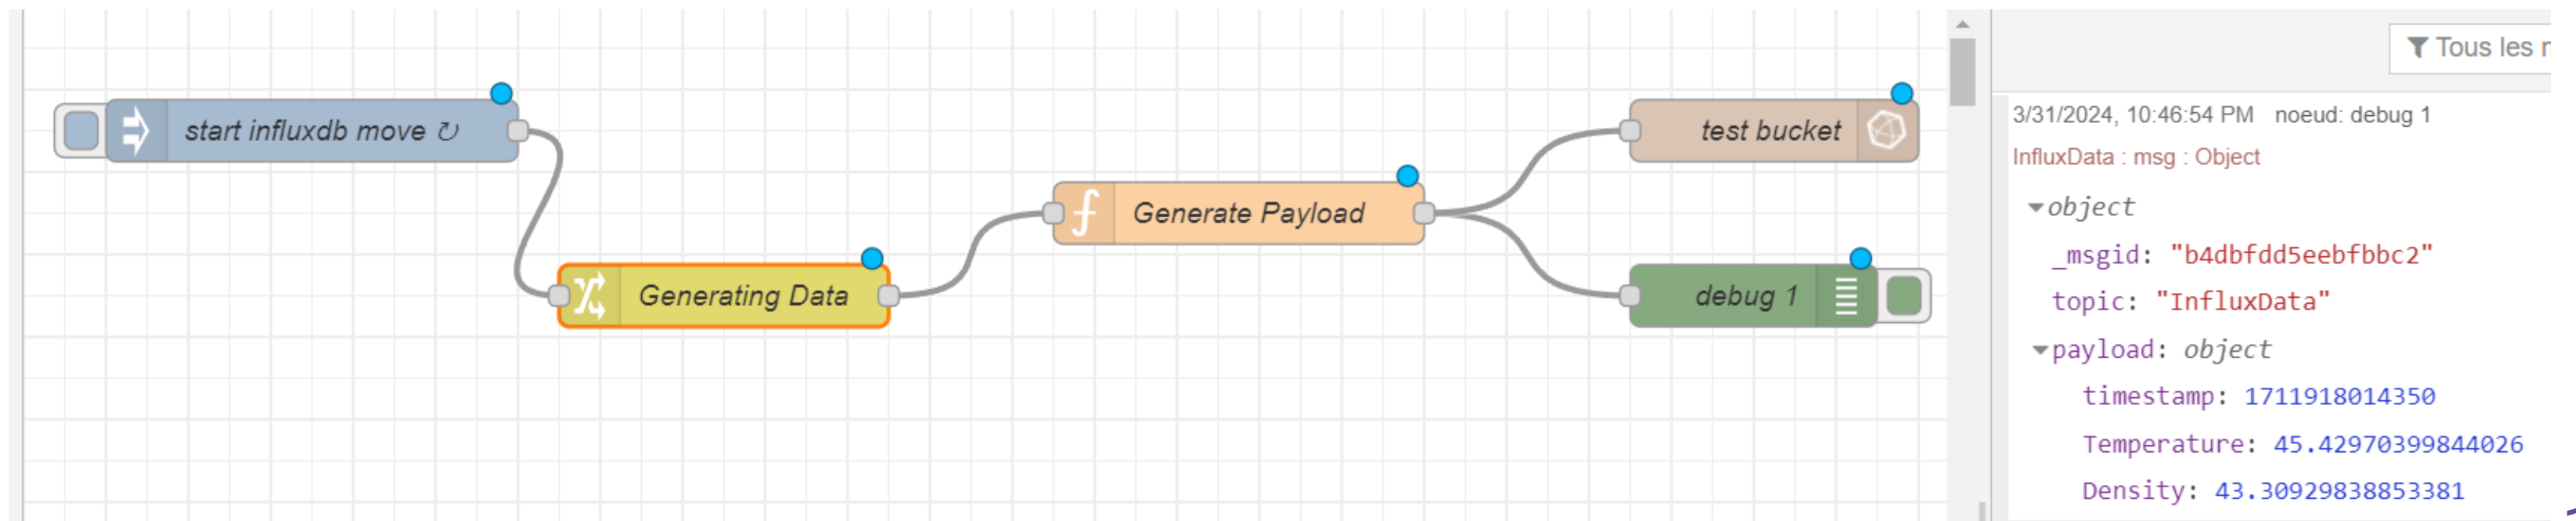 start influxdb move ↻
Generating Data
Generate Payload
test bucket
debug 1
Tous les
3/31/2024, 10:46:54 PM noeud: debug 1
InfluxData : msg : Object
object
_msgid: "b4dbfdd5eebfbbc2"
topic: "InfluxData"
payload: object
timestamp: 1711918014350
Temperature: 45.42970399844026
Density: 43.30929838853381